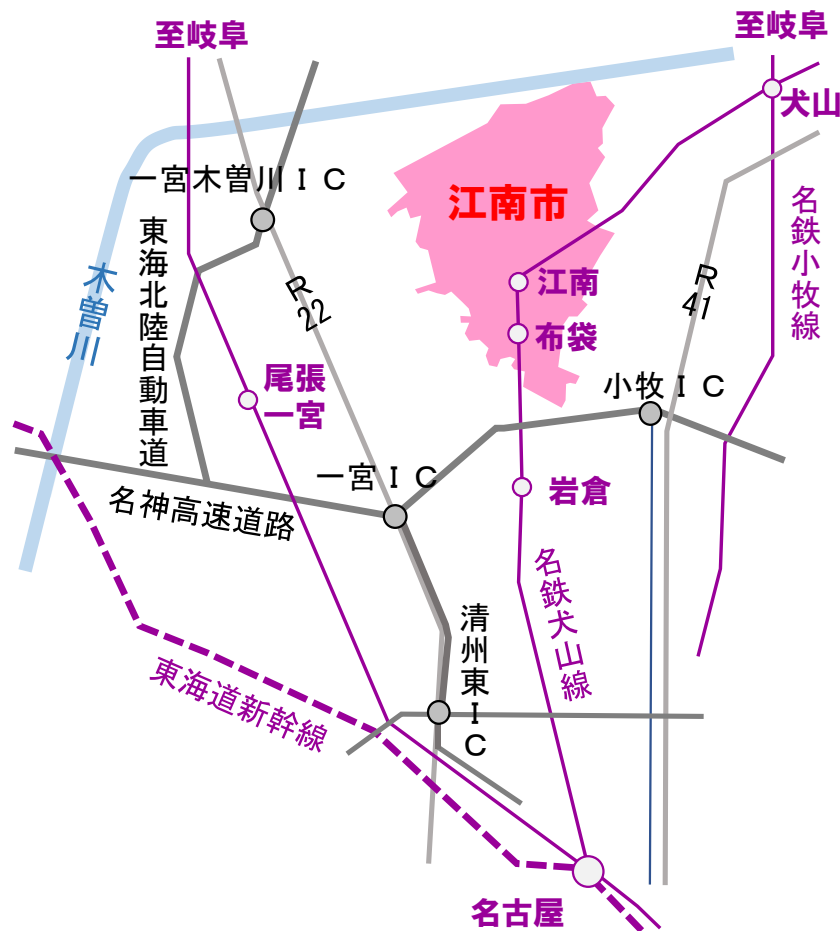 至岐阜
至岐阜
犬山
一宮木曽川ＩＣ
江南市
名鉄小牧線
東海北陸自動車道
木曽川
R
22
R
41
江南
布袋
尾張
一宮
小牧ＩＣ
一宮ＩＣ
岩倉
名神高速道路
名鉄犬山線
清州東ＩＣ
東海道新幹線
名古屋